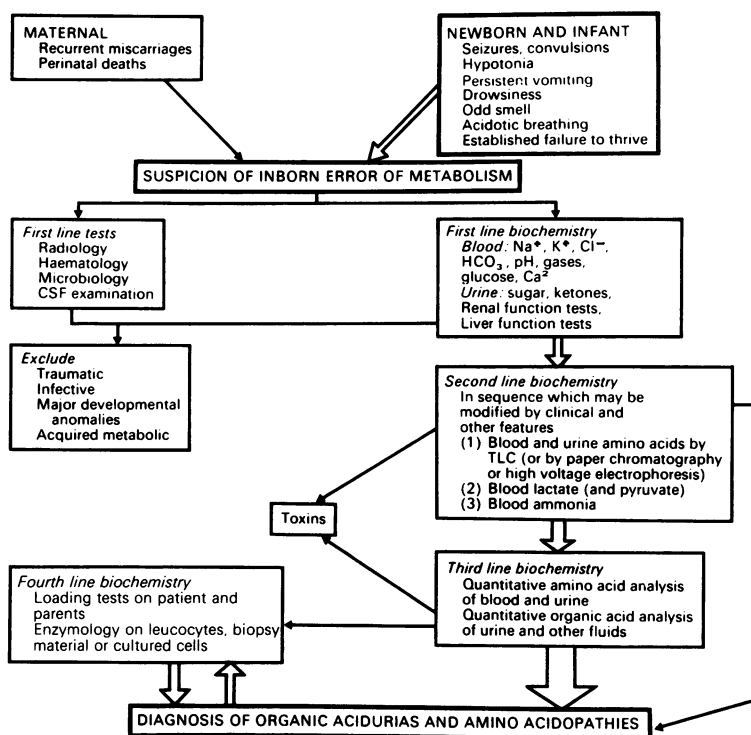 MATERNAL
Recurrent miscarriages
Perinatal deaths
NEWBORN AND INFANT
Seizures, convulsions
Hypotonia
Persistent vomiting
Drowsiness
Odd smell
Acidotic breathing
Established failure to thrive
SUSPICION OF INBORN ERROR OF METABOLISM
First line tests
Radiology
Haematology
Microbiology
CSF examination
First line biochemistry
Blood: Na⁺, K⁺, Cl⁻,
HCO₃, pH, gases,
glucose, Ca²
Urine: sugar, ketones,
Renal function tests,
Liver function tests
Exclude
Traumatic
Infective
Major developmental
anomalies
Acquired metabolic
Second line biochemistry
In sequence which may be
modified by clinical and
other features
(1) Blood and urine amino acids by
TLC (or by paper chromatography
or high voltage electrophoresis)
(2) Blood lactate (and pyruvate)
(3) Blood ammonia
Toxins
Fourth line biochemistry
Loading tests on patient and
parents
Enzymology on leucocytes, biopsy
material or cultured cells
Third line biochemistry
Quantitative amino acid analysis
of blood and urine
Quantitative organic acid analysis
of urine and other fluids
DIAGNOSIS OF ORGANIC ACIDURIAS AND AMINO ACIDOPATHIES